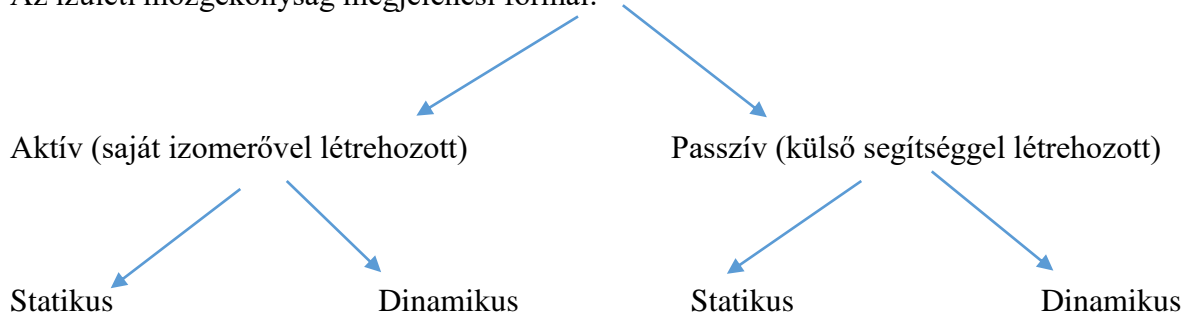 Az ízületi mozgékonyság megjelenési formái:
Aktív (saját izomerővel létrehozott) Passzív (külső segítséggel létrehozott)
Statikus Dinamikus Statikus Dinamikus